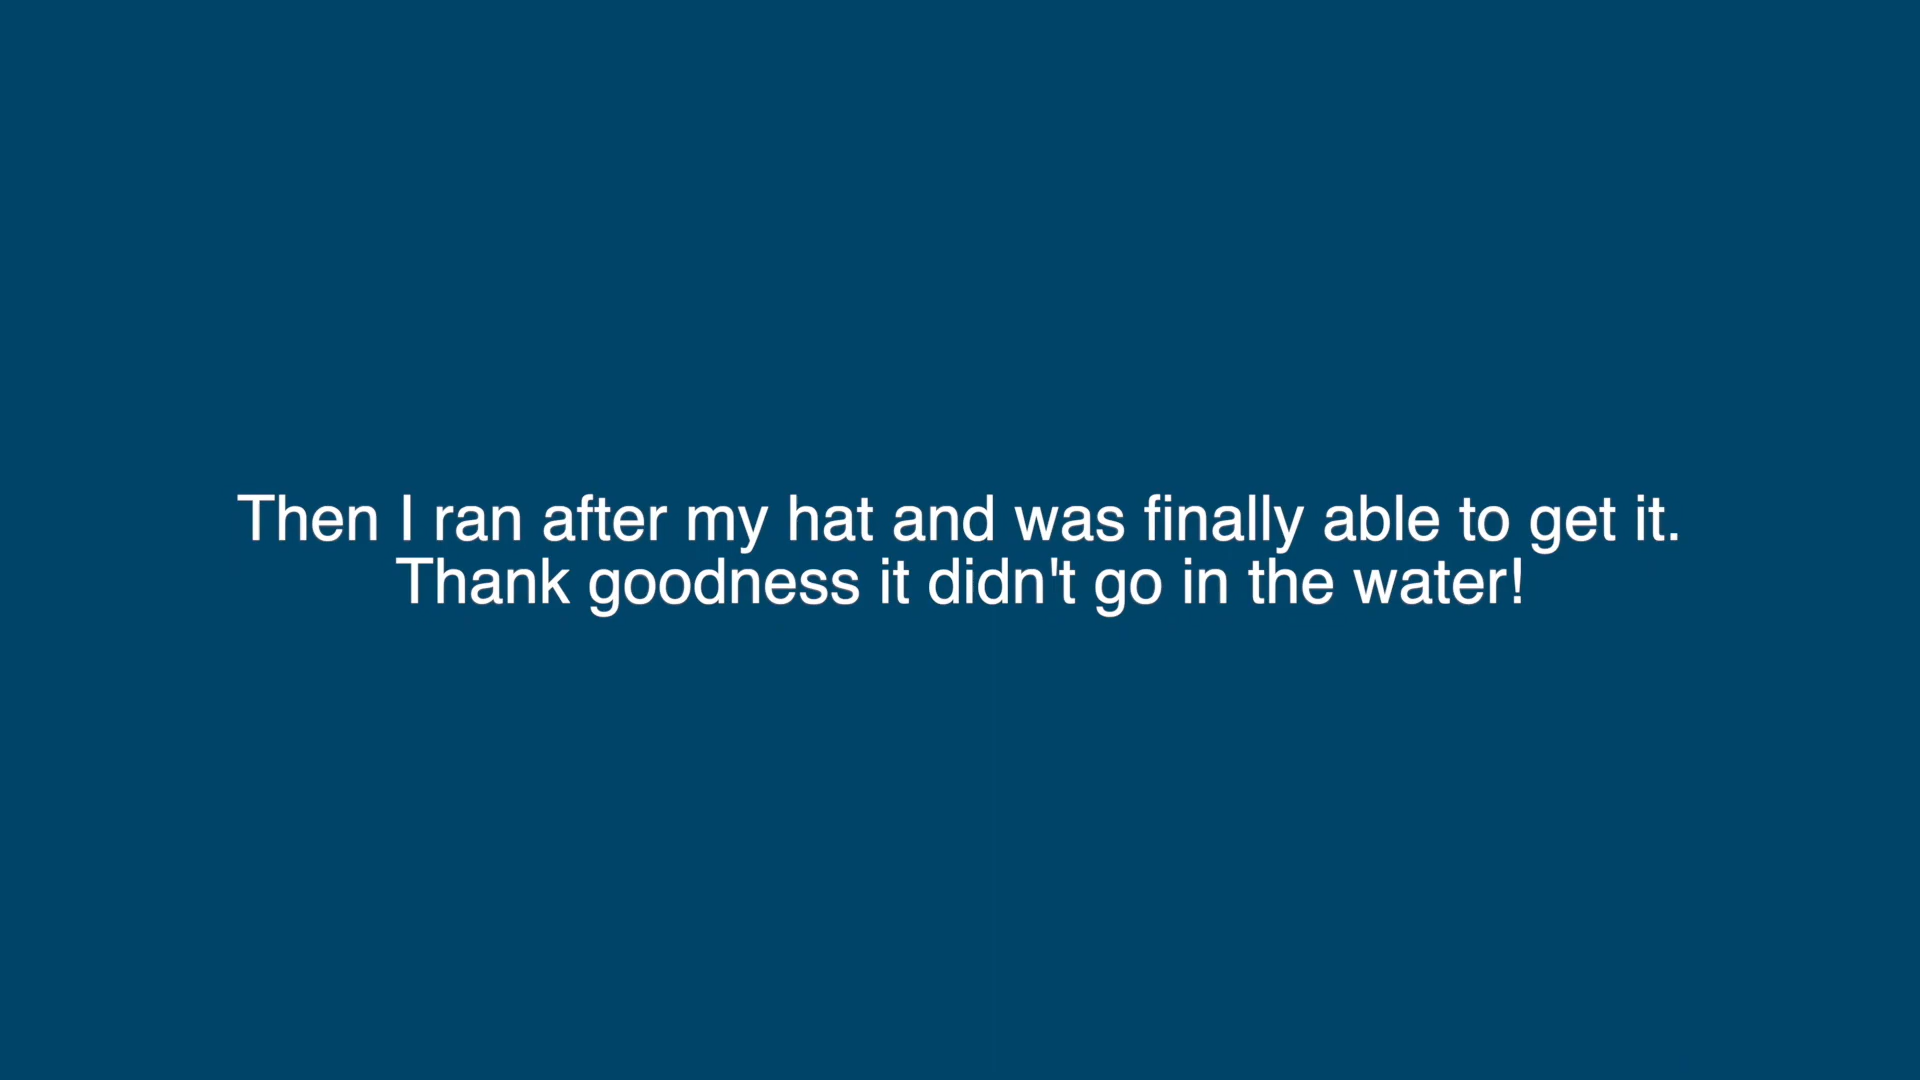 Then I ran after my hat and was finally able to get it.
Thank goodness it didn't go in the water!